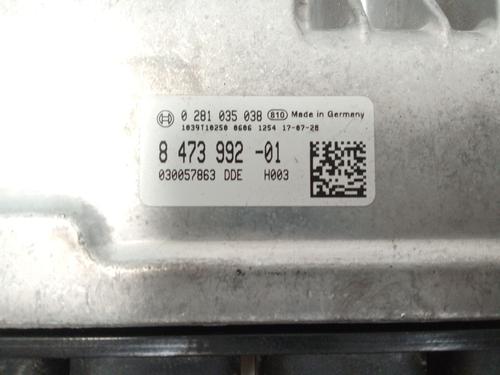 0 281 035 038 810 Made in Germany
1039T10250 0606 1254 17-07-28
8 473 992 -01
030057863 DDE H003